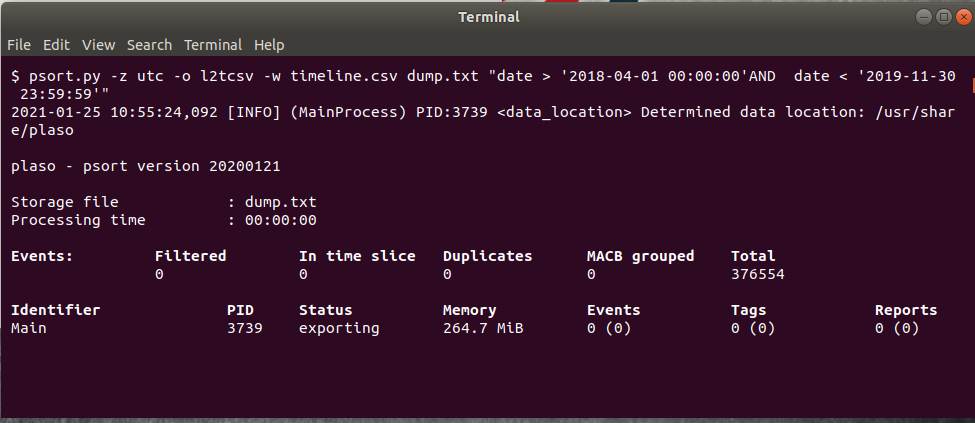 Terminal
File Edit View Search Terminal Help
$ psort.py -z utc -o l2tcsv -w timeline.csv dump.txt "date > '2018-04-01 00:00:00'AND  date < '2019-11-30
 23:59:59'"
2021-01-25 10:55:24,092 [INFO] (MainProcess) PID:3739 <data_location> Determined data location: /usr/shar
e/plaso
plaso - psort version 20200121
Storage file            : dump.txt
Processing time         : 00:00:00
Events:         Filtered        In time slice   Duplicates      MACB grouped    Total
                0               0               0               0               376554
Identifier              PID     Status          Memory          Events          Tags            Reports
Main                    3739    exporting       264.7 MiB       0 (0)           0 (0)           0 (0)